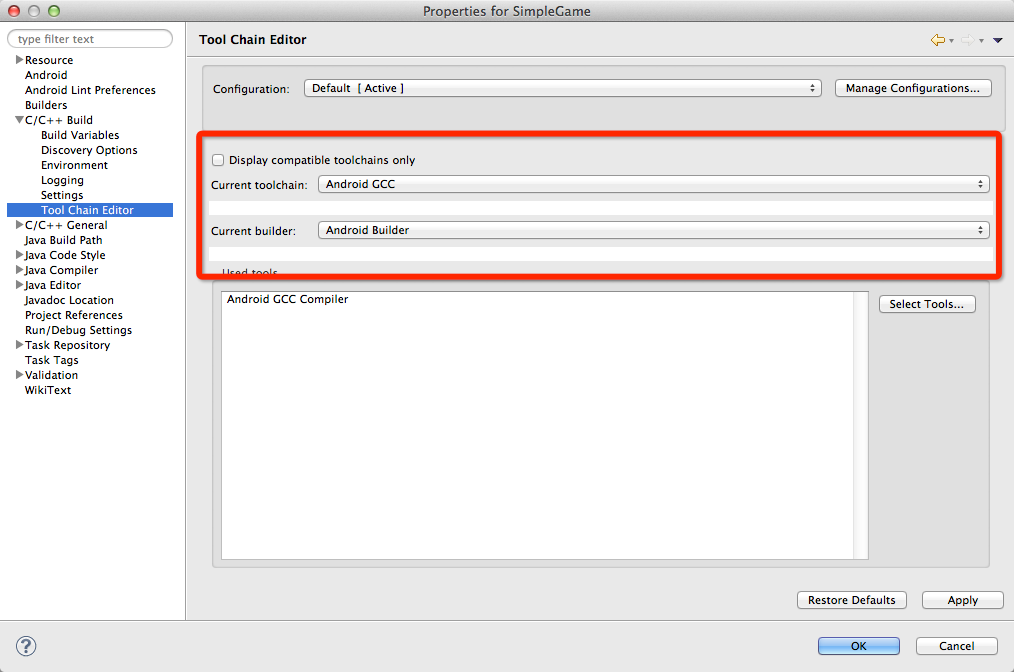 Properties for SimpleGame
type filter text
Resource
Android
Android Lint Preferences
Builders
C/C++ Build
Build Variables
Discovery Options
Environment
Logging
Settings
Tool Chain Editor
C/C++ General
Java Build Path
Java Code Style
Java Compiler
Java Editor
Javadoc Location
Project References
Run/Debug Settings
Task Repository
Task Tags
Validation
WikiText
Tool Chain Editor
Configuration: Default [ Active ] Manage Configurations...
Display compatible toolchains only
Current toolchain: Android GCC
Current builder: Android Builder
Used tools
Android GCC Compiler
Select Tools...
Restore Defaults Apply
? OK Cancel